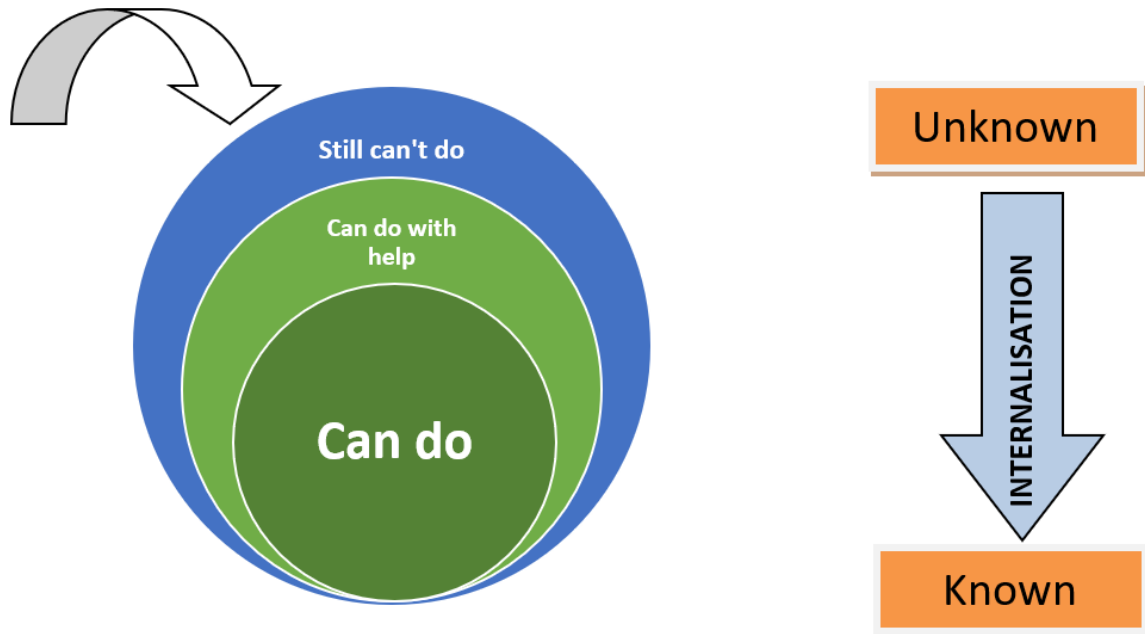 Still can't do
Can do with
help
Can do
Unknown
INTERNALISATION
Known